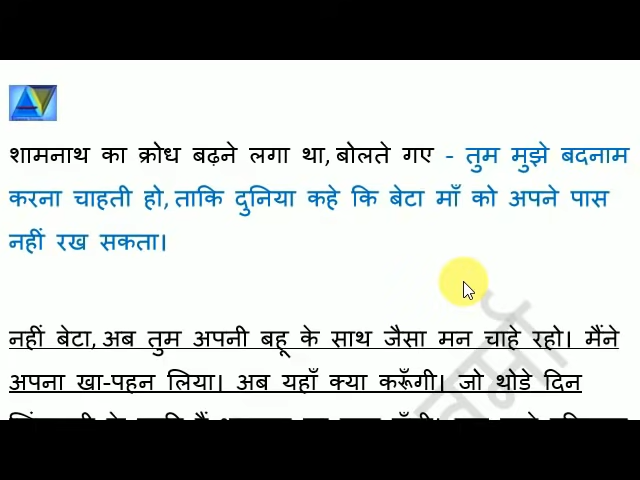 शामनाथ का क्रोध बढ़ने लगा था, बोलते गए - तुम मुझे बदनाम
करना चाहती हो, ताकि दुनिया कहे कि बेटा माँ को अपने पास
नहीं रख सकता।
नहीं बेटा, अब तुम अपनी बहू के साथ जैसा मन चाहे रहो। मैंने
अपना खा-पहन लिया। अब यहाँ क्या करूँगी। जो थोडे दिन